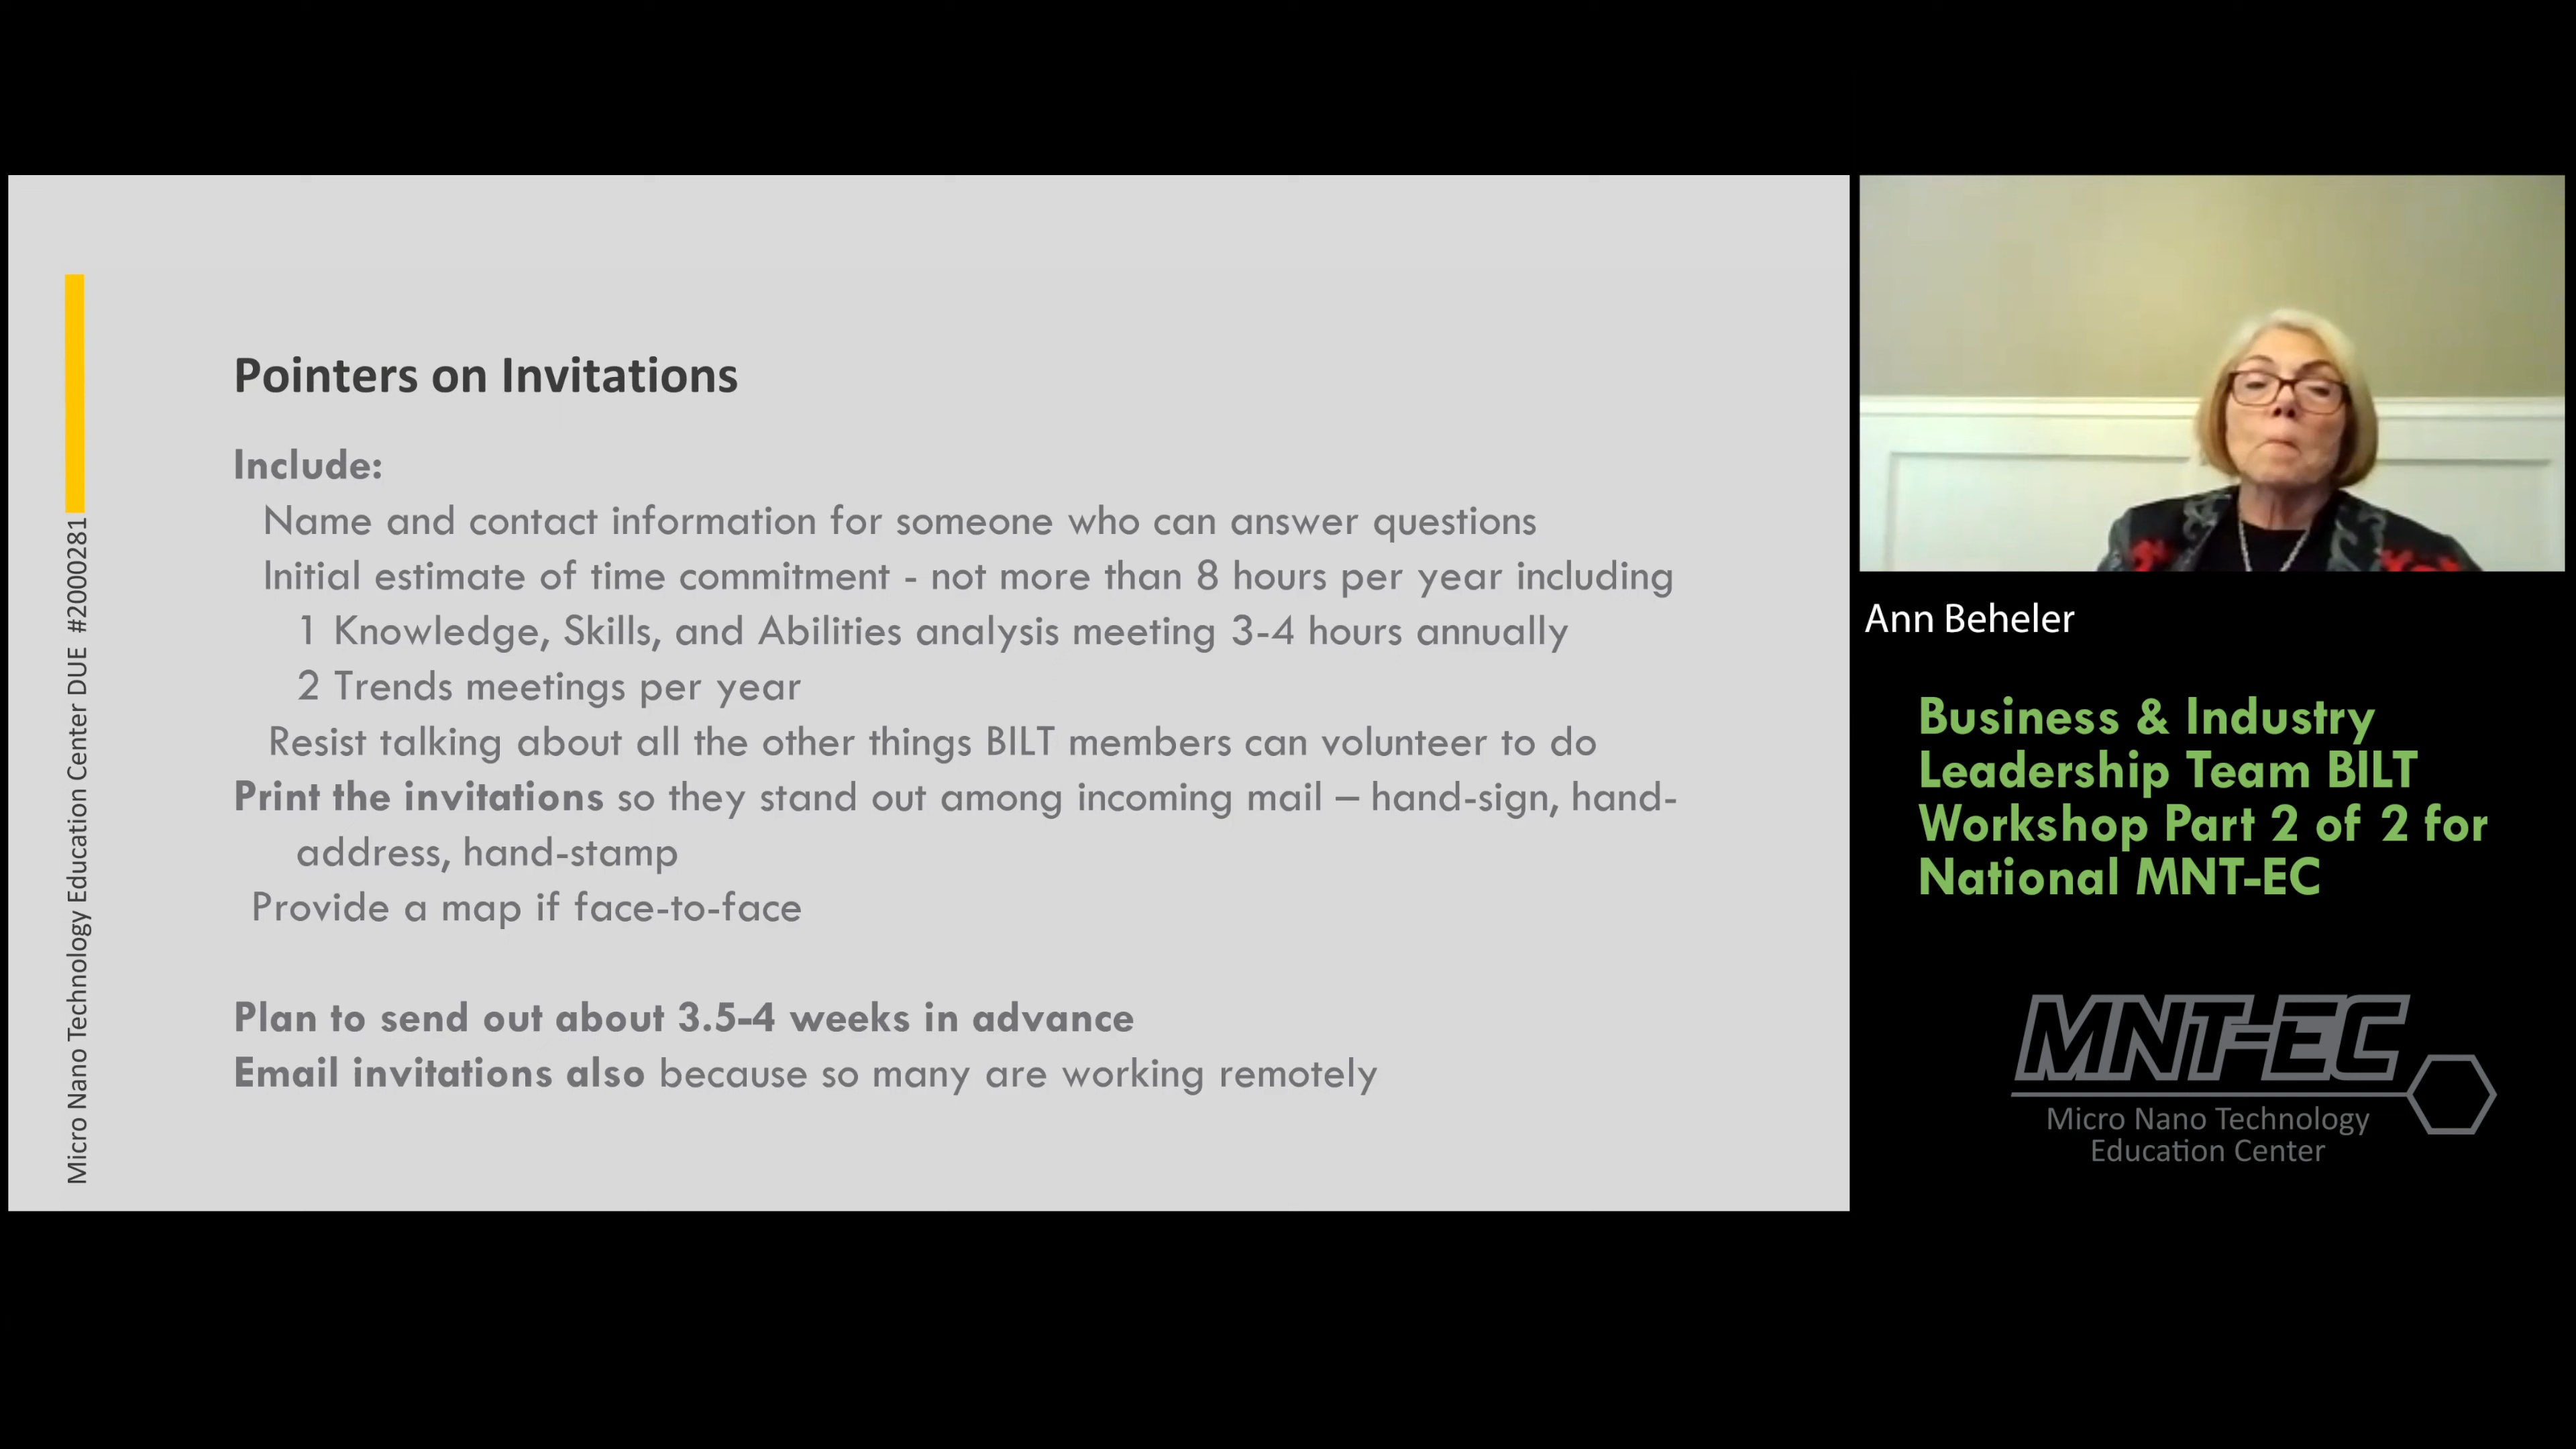 Micro Nano Technology Education Center DUE #2000281
Pointers on Invitations
Include:
Name and contact information for someone who can answer questions
Initial estimate of time commitment - not more than 8 hours per year including
1 Knowledge, Skills, and Abilities analysis meeting 3-4 hours annually
2 Trends meetings per year
Resist talking about all the other things BILT members can volunteer to do
Print the invitations so they stand out among incoming mail – hand-sign, hand-
address, hand-stamp
Provide a map if face-to-face
Plan to send out about 3.5-4 weeks in advance
Email invitations also because so many are working remotely
Ann Beheler
Business & Industry
Leadership Team BILT
Workshop Part 2 of 2 for
National MNT-EC
MNT-EC
Micro Nano Technology
Education Center